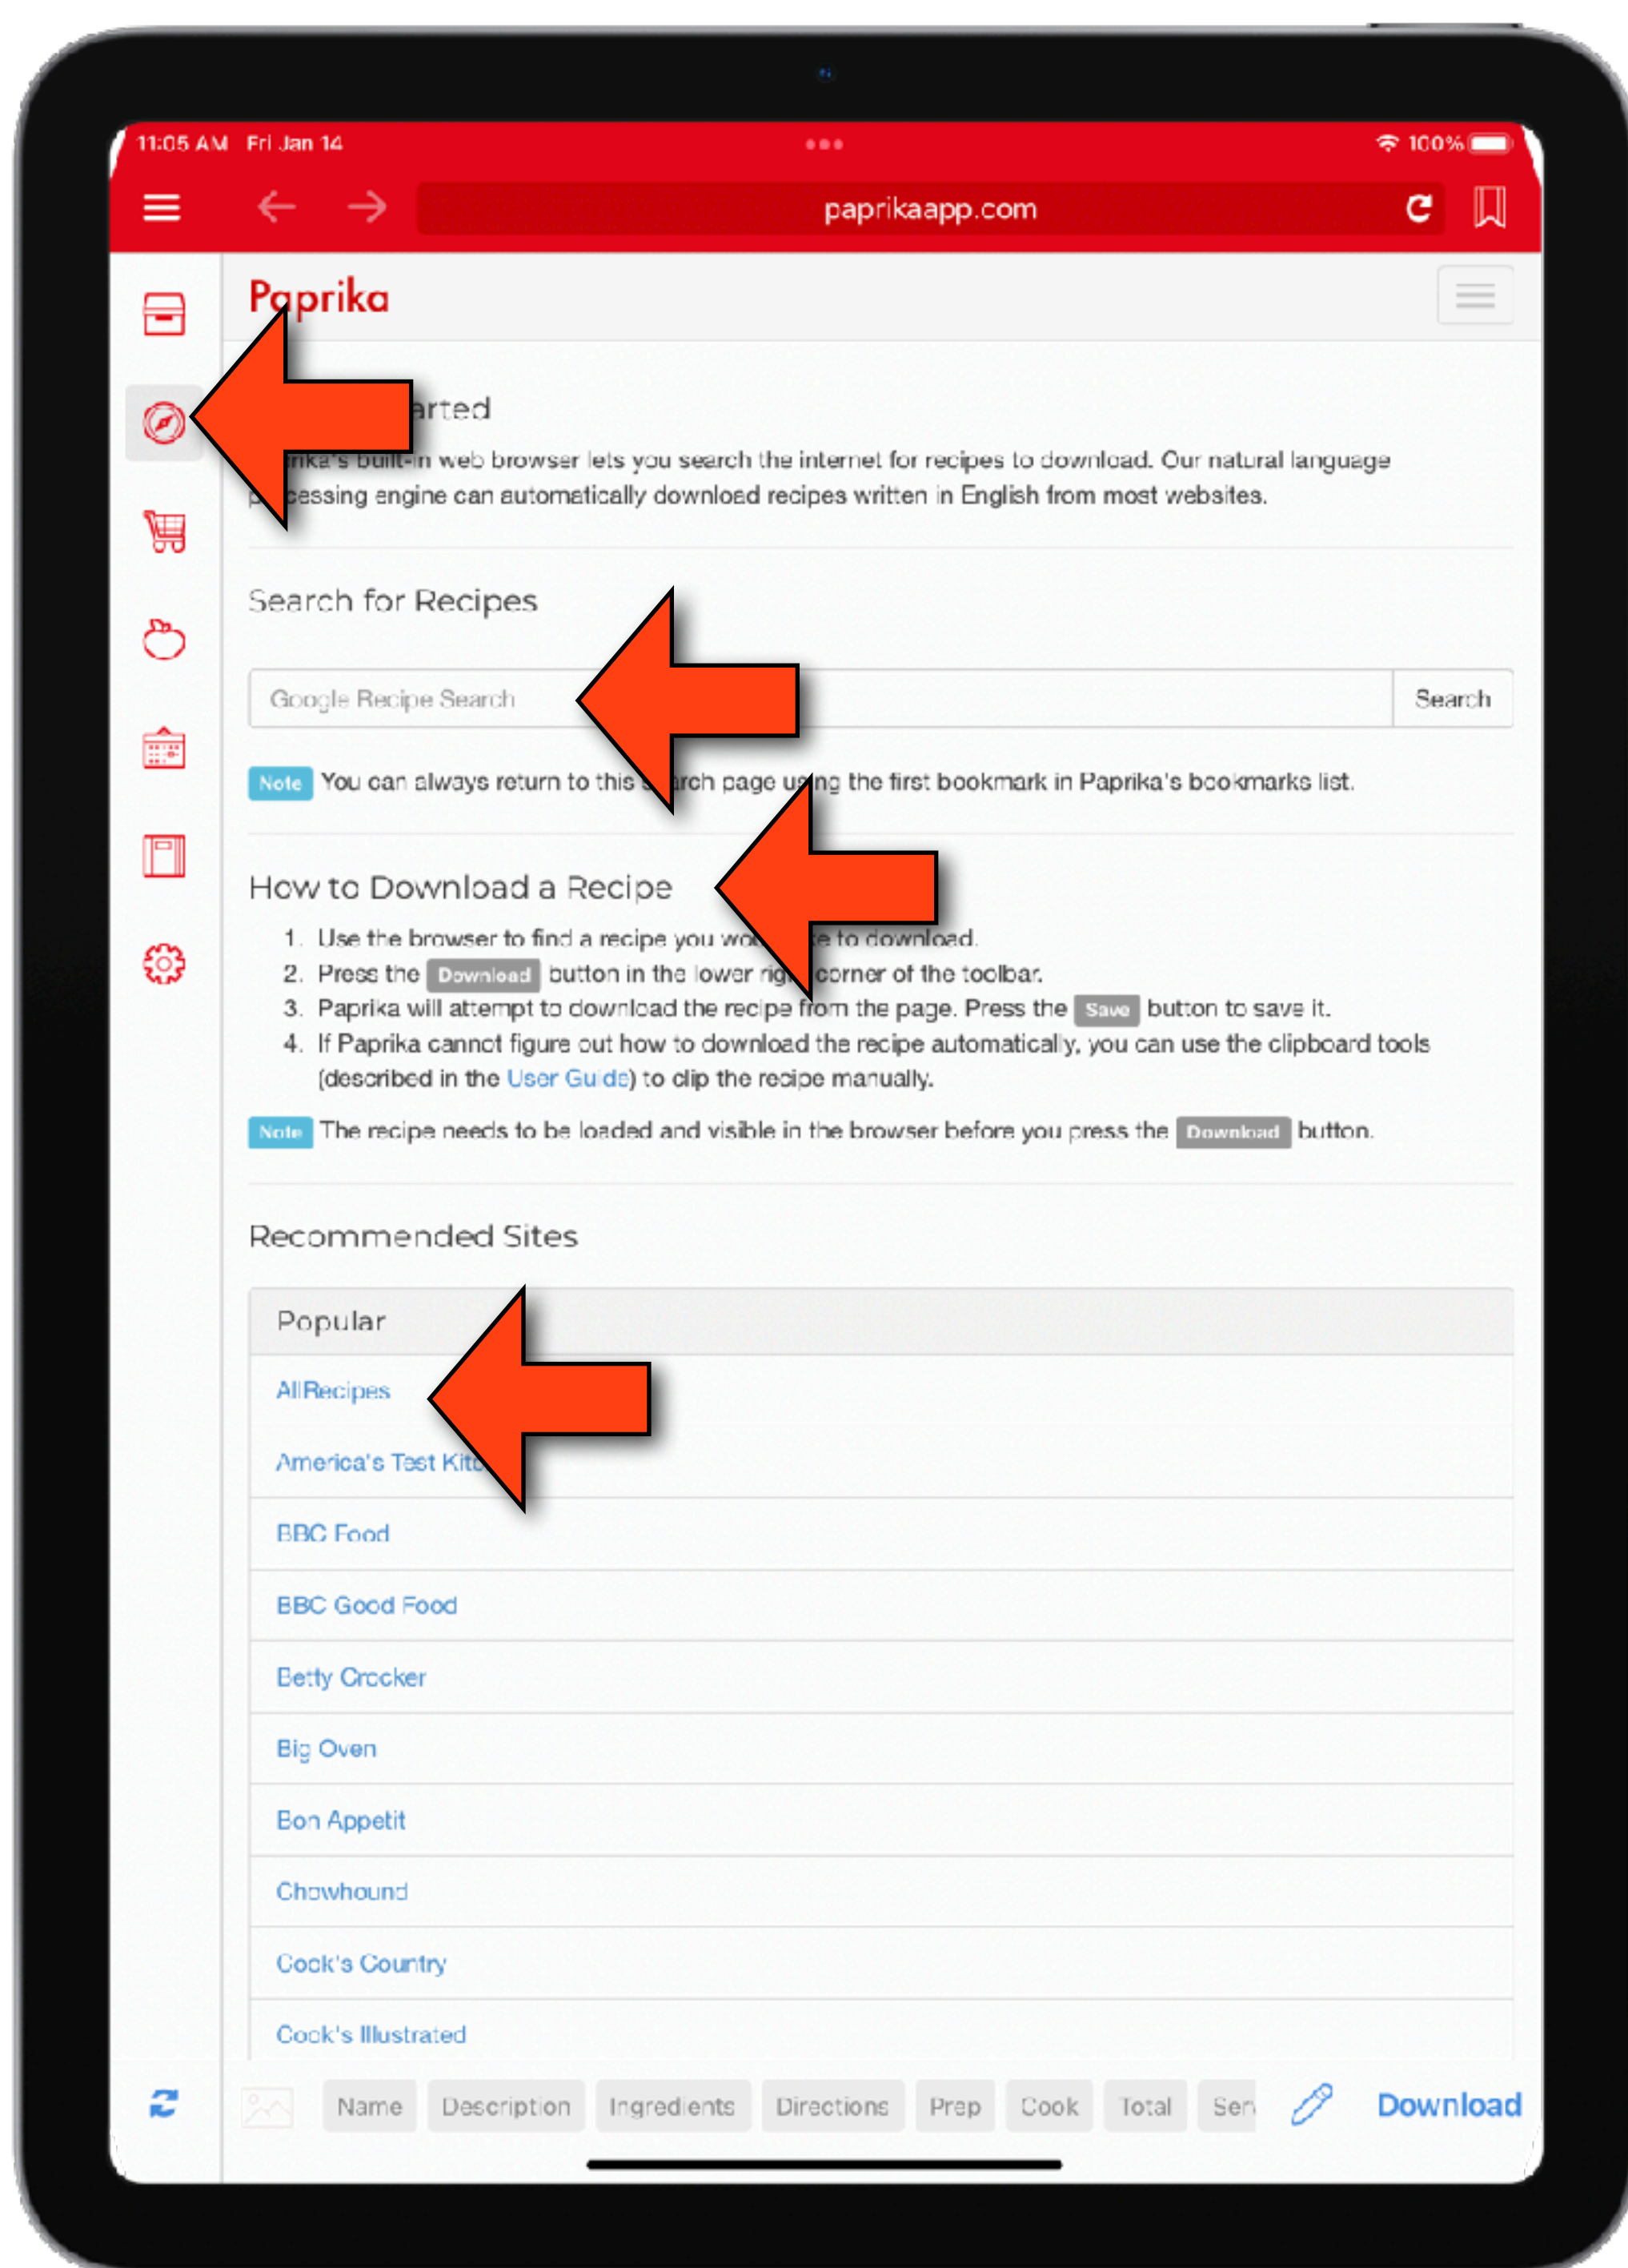 11:05 AM Fri Jan 14
100%
paprikaapp.com
Paprika
arted
built-in web browser lets you search the internet for recipes to download. Our natural language
engine can automatically download recipes written in English from most websites.
Search for Recipes
Google Recipe Search
Search
Note You can always return to this page using the first bookmark in Paprika's bookmarks list.
How to Download a Recipe
1. Use the browser to find a recipe you to download.
2. Press the Download button in the lower corner of the toolbar.
3. Paprika will attempt to download the recipe from the page. Press the Save button to save it.
4. If Paprika cannot figure out how to download the recipe automatically, you can use the clipboard tools
(described in the User Guide) to clip the recipe manually.
Note The recipe needs to be loaded and visible in the browser before you press the Download button.
Recommended Sites
Popular
AllRecipes
America's Test
BBC Food
BBC Good Food
Betty Crocker
Big Oven
Bon Appetit
Chowhound
Cook's Country
Cook's Illustrated
Name Description Ingredients Directions Prep Cook Total Download